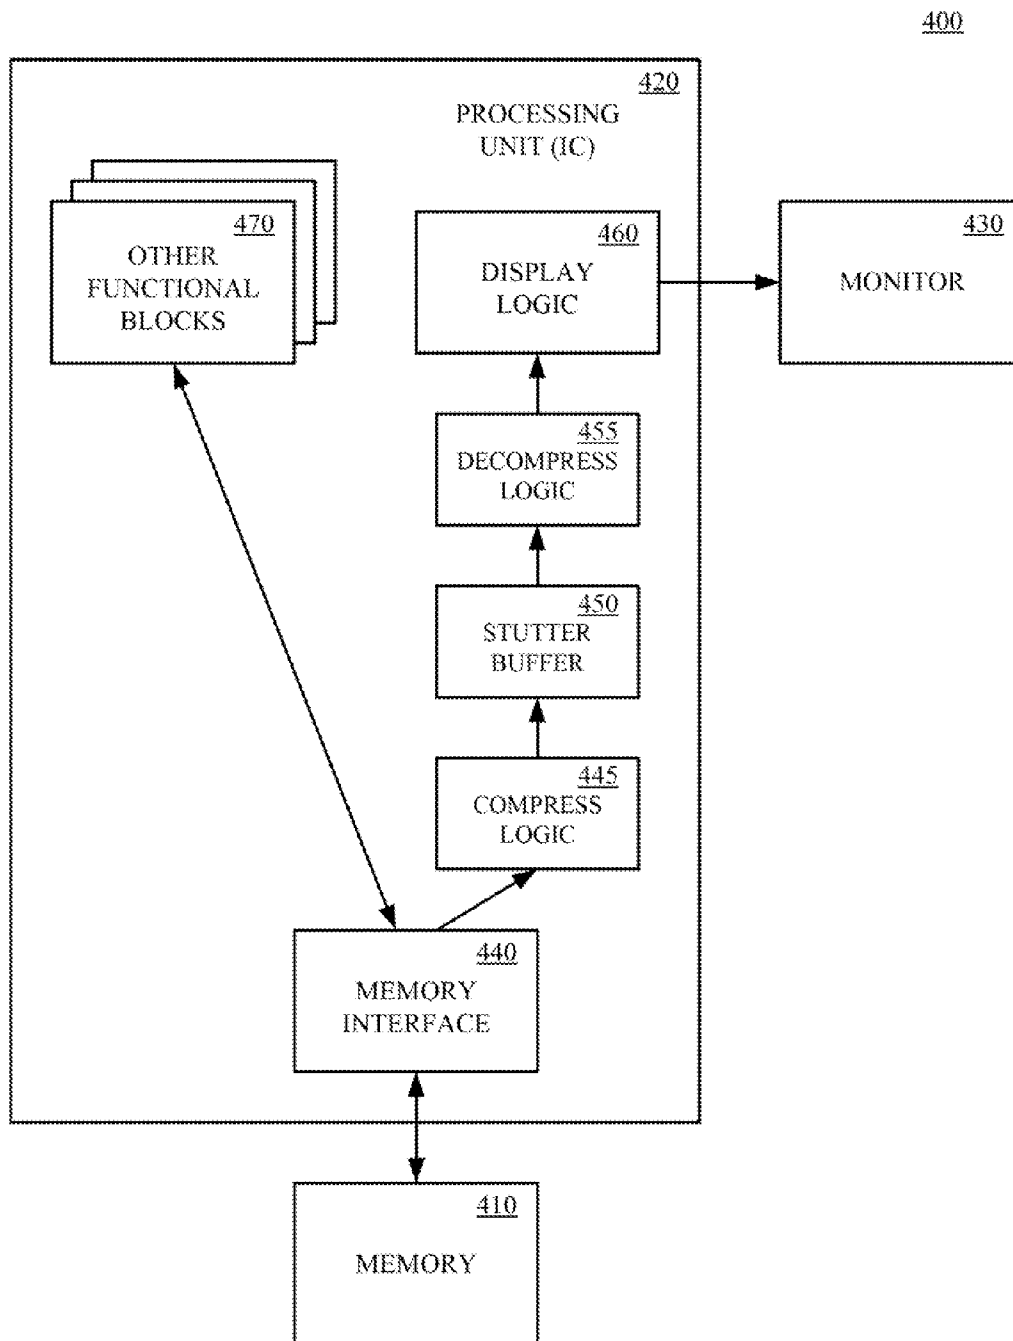 400
420
PROCESSING
UNIT (IC)
470
OTHER
FUNCTIONAL
BLOCKS
460
DISPLAY
LOGIC
430
MONITOR
455
DECOMPRESS
LOGIC
450
STUTTER
BUFFER
445
COMPRESS
LOGIC
440
MEMORY
INTERFACE
410
MEMORY